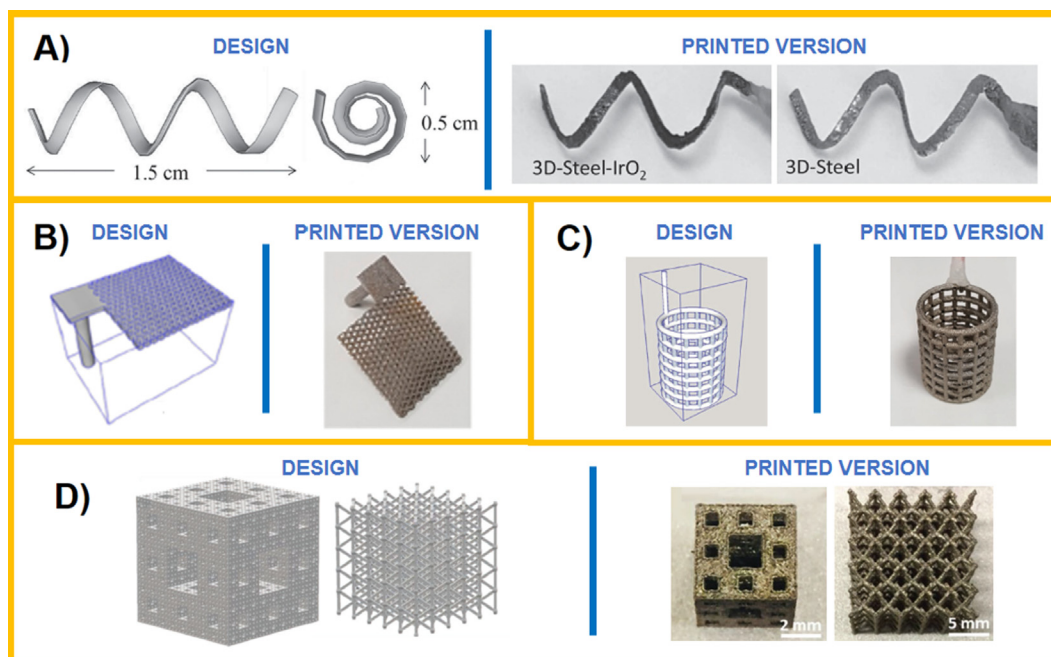 A)
DESIGN
PRINTED VERSION
0.5 cm
1.5 cm
3D-Steel-IrO₂
3D-Steel
B)
DESIGN
PRINTED VERSION
C)
DESIGN
PRINTED VERSION
D)
DESIGN
PRINTED VERSION
2 mm
5 mm